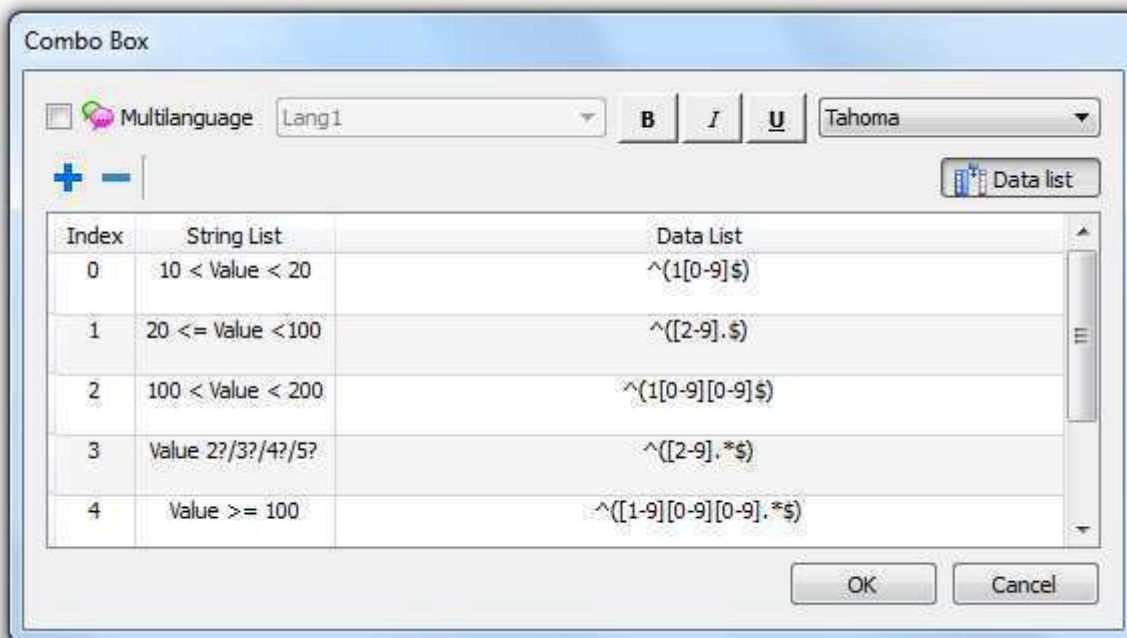 Combo Box
Multilanguage Lang1 B I U Tahoma
Data list
Index String List Data List
0 10 < Value < 20 ^(1[0-9]$)
1 20 <= Value <100 ^([2-9].$)
2 100 < Value < 200 ^(1[0-9][0-9]$)
3 Value 2?/3?/4?/5? ^([2-9].*$)
4 Value >= 100 ^([1-9][0-9][0-9].*$)
OK Cancel